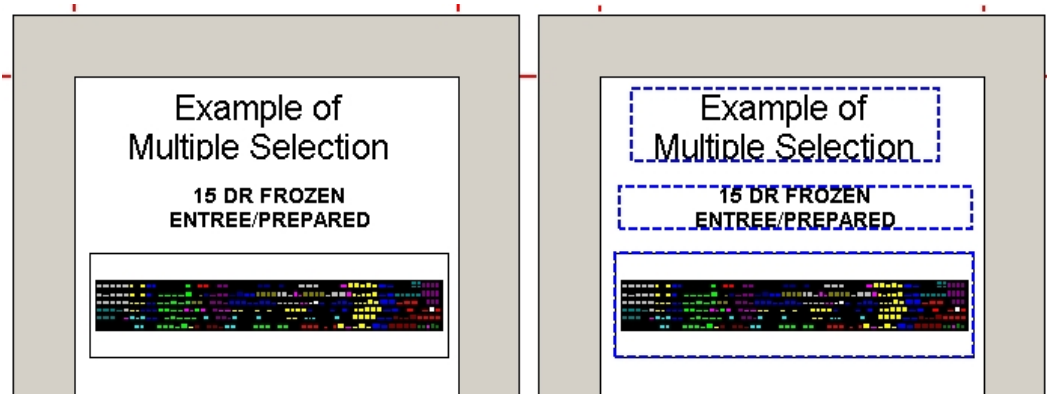 Example of
Multiple Selection
15 DR FROZEN
ENTREE/PREPARED
Example of
Multiple Selection
15 DR FROZEN
ENTREE/PREPARED